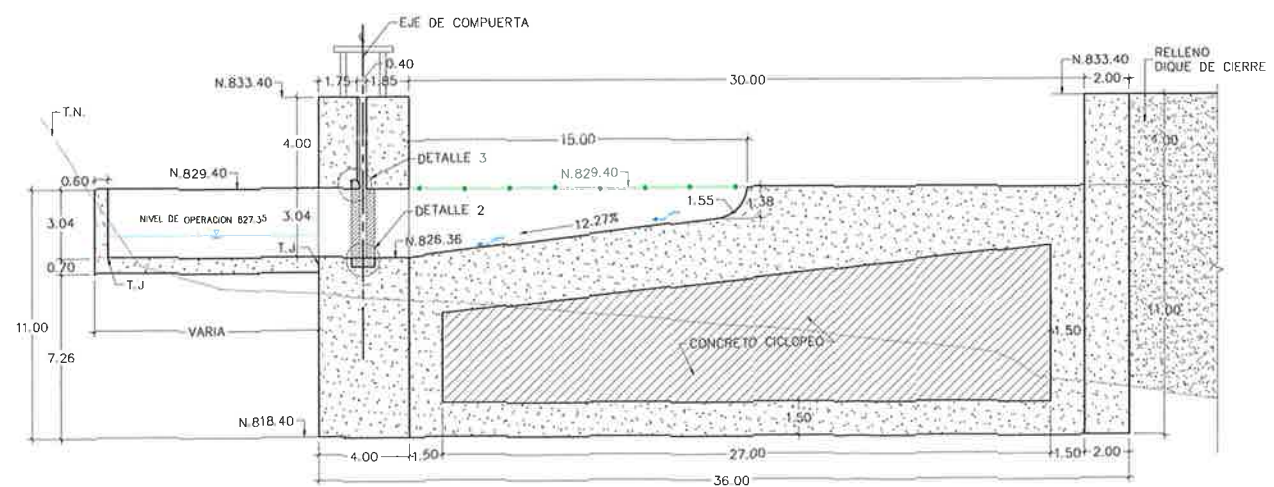 EJE DE COMPUERTA
RELLENO
DIQUE DE CIERRE
0.40
N.833.40
1.75
1.85
30.00
N.833.40
2.00
T.N.
4.00
15.00
DETALLE 3
N.829.40
N.829.40
0.60
1.55
1.38
DETALLE 2
NIVEL DE OPERACION 827.35
3.04
3.04
12.27%
N.826.36
T.J
0.70
T.J
11.00
VARIA
11.00
7.26
1.50
CONCRETO CICLOPEO
N.818.40
1.50
4.00
1.50
27.00
1.50
2.00
36.00